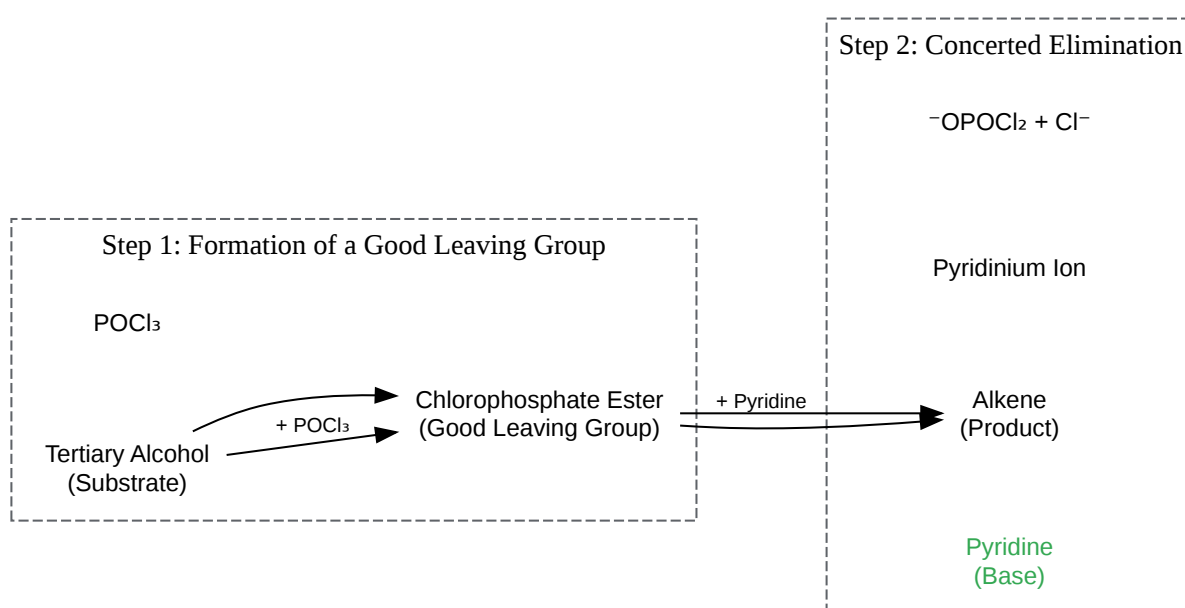 Step 1: Formation of a Good Leaving Group
POCl₃
Tertiary Alcohol
(Substrate)
+ POCl₃
Chlorophosphate Ester
(Good Leaving Group)
+ Pyridine
Step 2: Concerted Elimination
⁻OPOCl₂ + Cl⁻
Pyridinium Ion
Alkene
(Product)
Pyridine
(Base)